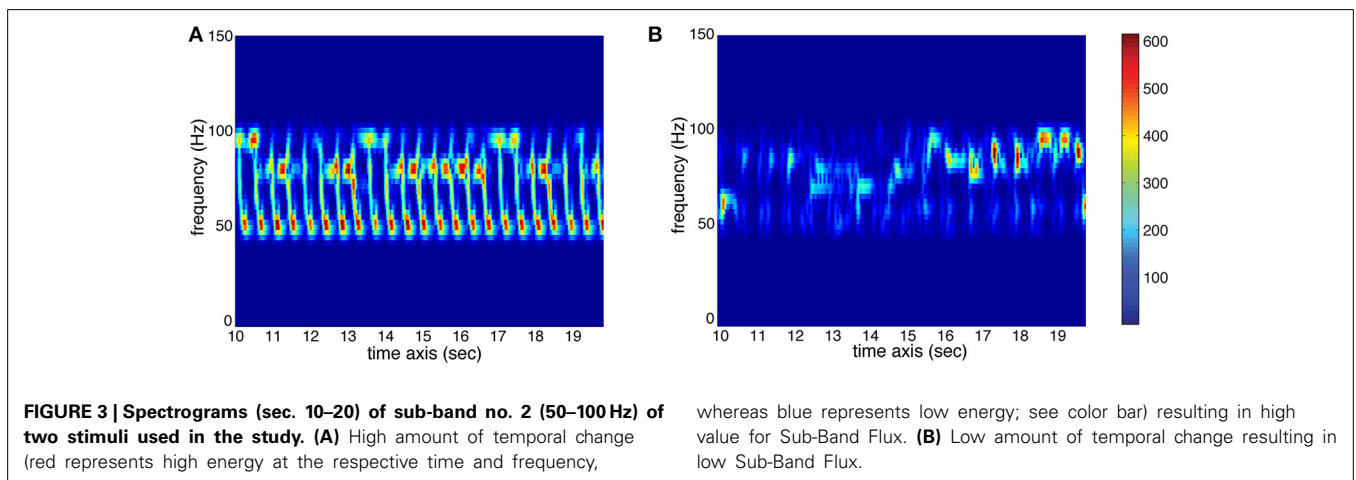 A
150
100
50
0
frequency (Hz)
10 11 12 13 14 15 16 17 18 19
time axis (sec)
B
150
100
50
0
frequency (Hz)
10 11 12 13 14 15 16 17 18 19
time axis (sec)
600
500
400
300
200
100
FIGURE 3 | Spectrograms (sec. 10–20) of sub-band no. 2 (50–100 Hz) of
two stimuli used in the study. (A) High amount of temporal change
(red represents high energy at the respective time and frequency,
whereas blue represents low energy; see color bar) resulting in high
value for Sub-Band Flux. (B) Low amount of temporal change resulting in
low Sub-Band Flux.